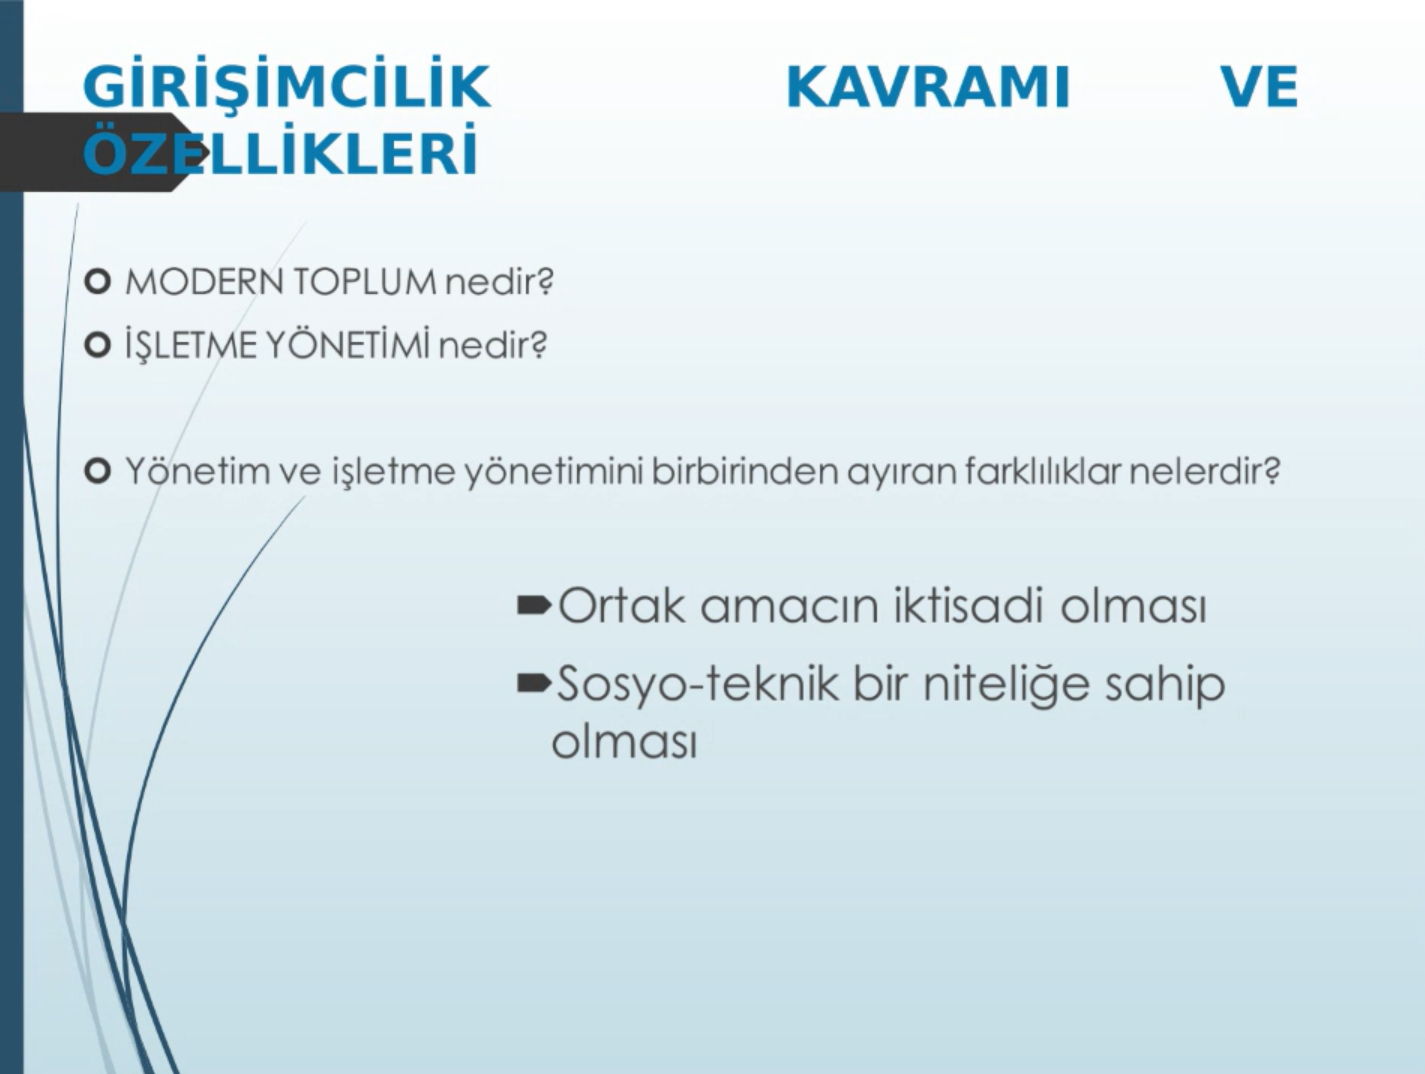 GİRİŞİMCİLİK KAVRAMI VE
ÖZELLİKLERİ
MODERN TOPLUM nedir?
İŞLETME YÖNETİMİ nedir?
Yönetim ve işletme yönetimini birbirinden ayıran farklılıklar nelerdir?
Ortak amacın iktisadi olması
Sosyo-teknik bir niteliğe sahip
olması